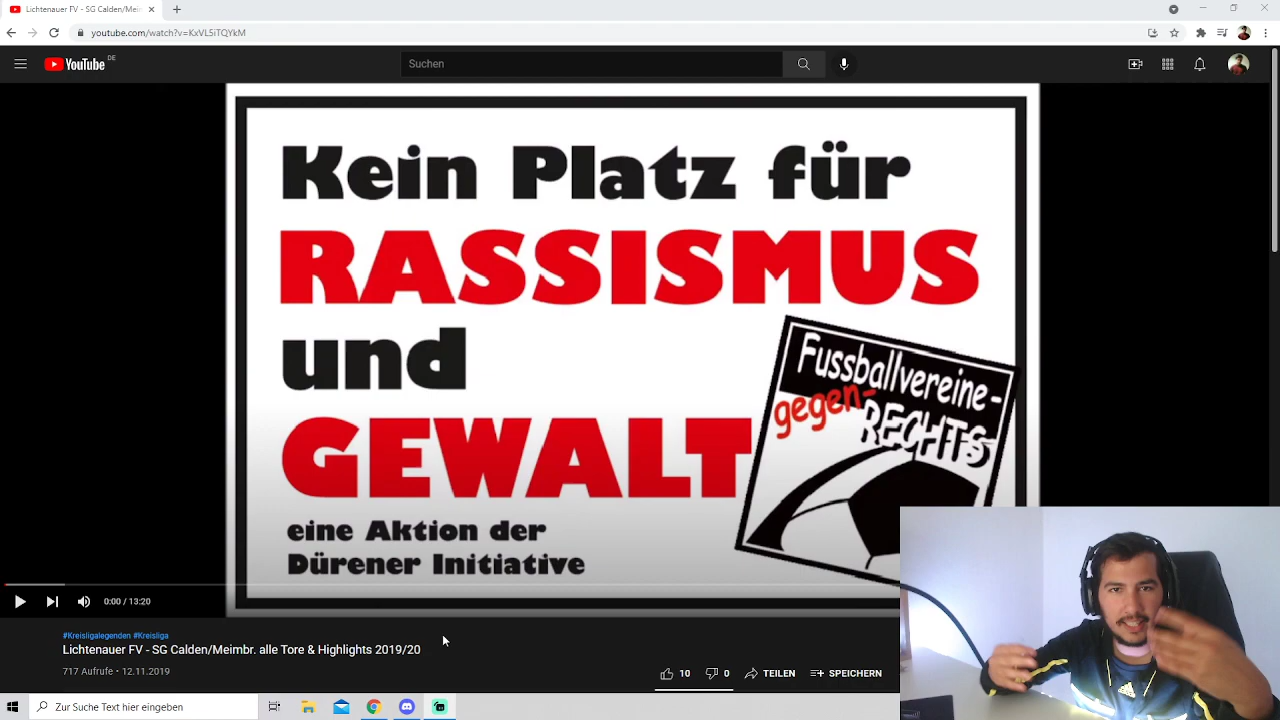 Lichtenauer FV - SG Calden/Meim
youtube.com/watch?v=KxVL5iTQYkM
YouTube DE
Suchen
Kein Platz für
RASSISMUS
und
GEWALT
eine Aktion der
Dürener Initiative
Fussballvereine-
gegen-
RECHTS
0:00 / 13:20
#Kreisligalegenden #Kreisliga
Lichtenauer FV - SG Calden/Meimbr. alle Tore & Highlights 2019/20
717 Aufrufe • 12.11.2019
10
0
TEILEN
SPEICHERN
Zur Suche Text hier eingeben